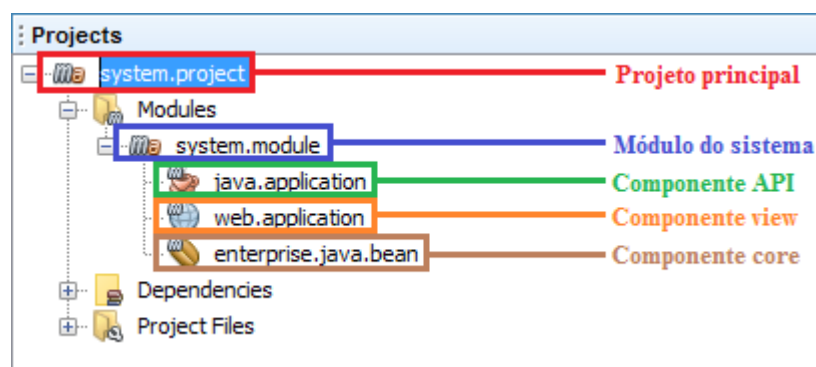 Projects
system.project Projeto principal
Modules
system.module Módulo do sistema
java.application Componente API
web.application Componente view
enterprise.java.bean Componente core
Dependencies
Project Files